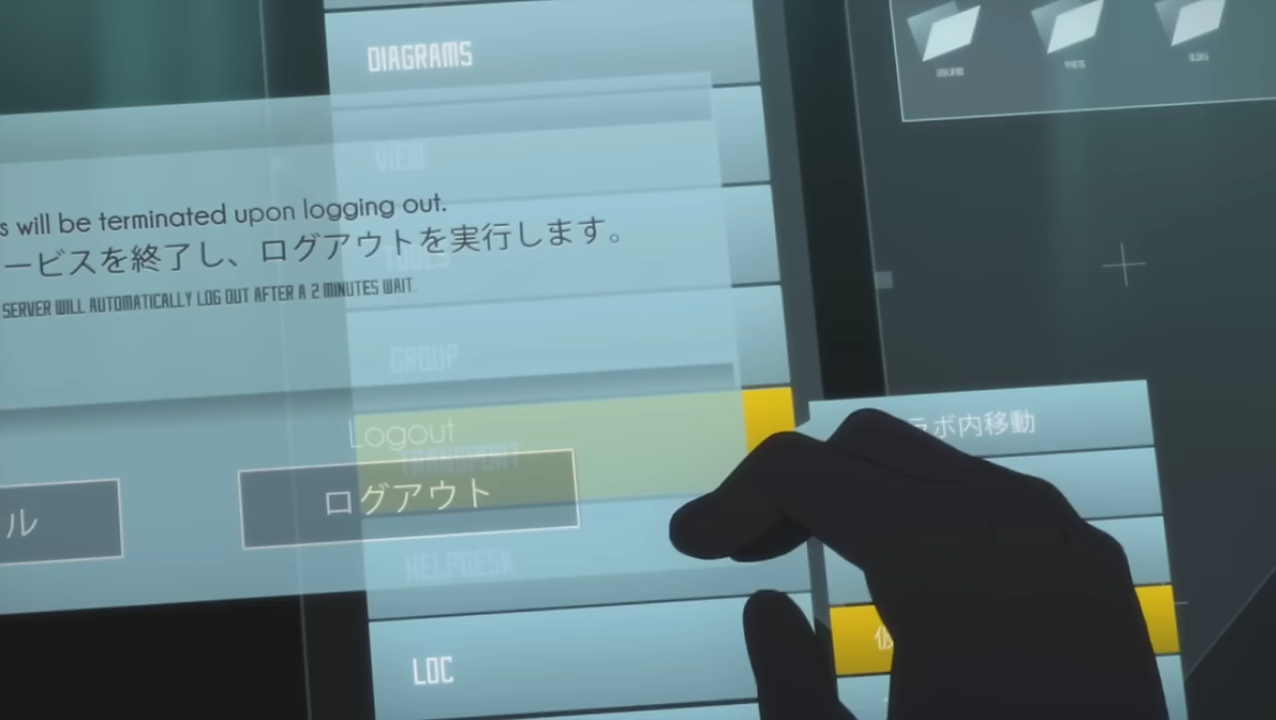 DIAGRAMS
VIEW
s will be terminated upon logging out.
ービスを終了し、ログアウトを実行します。
SERVER WILL AUTOMATICALLY LOG OUT AFTER A 2 MINUTES WAIT.
GROUP
Logout
TRANSPORT
ル
ログアウト
HELPDESK
LOC
ラボ内移動
仮